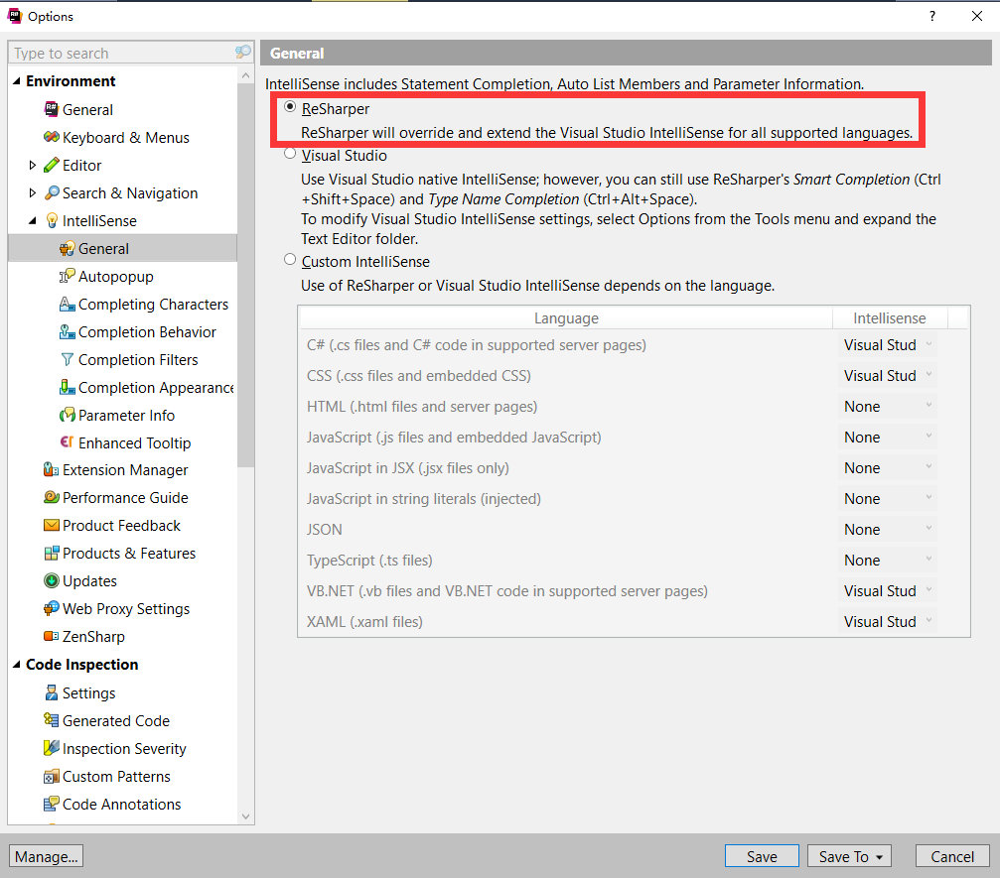 Options
?
Type to search
General
Environment
General
Keyboard & Menus
Editor
Search & Navigation
IntelliSense
General
Autopopup
Completing Characters
Completion Behavior
Completion Filters
Completion Appearance
Parameter Info
Enhanced Tooltip
Extension Manager
Performance Guide
Product Feedback
Products & Features
Updates
Web Proxy Settings
ZenSharp
Code Inspection
Settings
Generated Code
Inspection Severity
Custom Patterns
Code Annotations
IntelliSense includes Statement Completion, Auto List Members and Parameter Information.
ReSharper
ReSharper will override and extend the Visual Studio IntelliSense for all supported languages.
Visual Studio
Use Visual Studio native IntelliSense; however, you can still use ReSharper's Smart Completion (Ctrl
+Shift+Space) and Type Name Completion (Ctrl+Alt+Space).
To modify Visual Studio IntelliSense settings, select Options from the Tools menu and expand the
Text Editor folder.
Custom IntelliSense
Use of ReSharper or Visual Studio IntelliSense depends on the language.
Language Intellisense
C# (.cs files and C# code in supported server pages) Visual Stud
CSS (.css files and embedded CSS) Visual Stud
HTML (.html files and server pages) None
JavaScript (.js files and embedded JavaScript) None
JavaScript in JSX (.jsx files only) None
JavaScript in string literals (injected) None
JSON None
TypeScript (.ts files) None
VB.NET (.vb files and VB.NET code in supported server pages) Visual Stud
XAML (.xaml files) Visual Stud
Manage... Save Save To Cancel